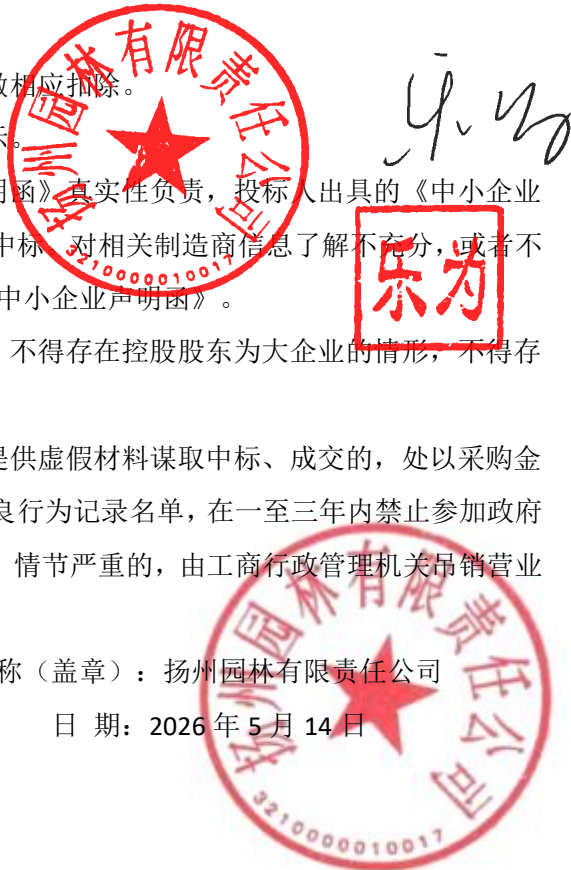 数相应扣除。
示。
明函》真实性负责，投标人出具的《中小企业
中标。对相关制造商信息了解不充分，或者不
中小企业声明函》。
不得存在控股股东为大企业的情形，不得存
提供虚假材料谋取中标、成交的，处以采购金
良行为记录名单，在一至三年内禁止参加政府
情节严重的，由工商行政管理机关吊销营业
称（盖章）：扬州园林有限责任公司
日 期：2026 年 5 月 14 日
扬州园林有限责任公司
3210000010017
乐为
扬州园林有限责任公司
3210000010017